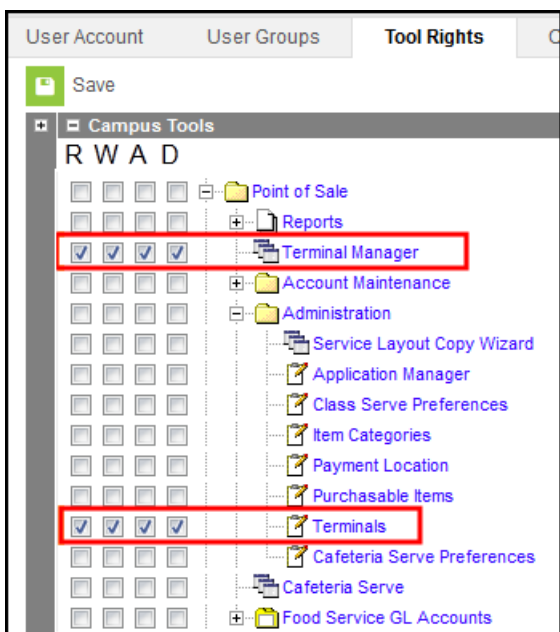 User Account User Groups Tool Rights
Save
Campus Tools
R W A D
Point of Sale
Reports
Terminal Manager
Account Maintenance
Administration
Service Layout Copy Wizard
Application Manager
Class Serve Preferences
Item Categories
Payment Location
Purchasable Items
Terminals
Cafeteria Serve Preferences
Cafeteria Serve
Food Service GL Accounts